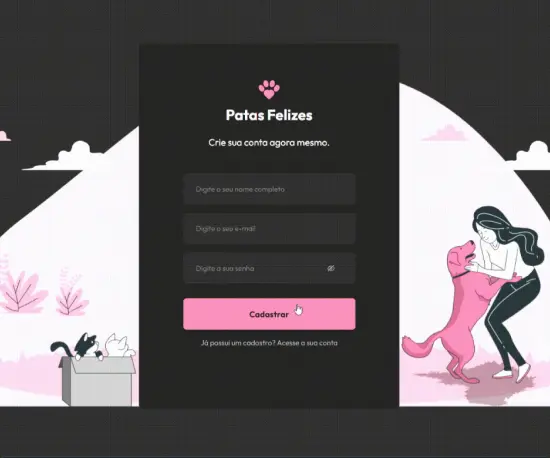 Patas Felizes
Crie sua conta agora mesmo.
Digite o seu nome completo
Digite o seu e-mail
Digite a sua senha
Cadastrar
Já possui um cadastro? Acesse a sua conta